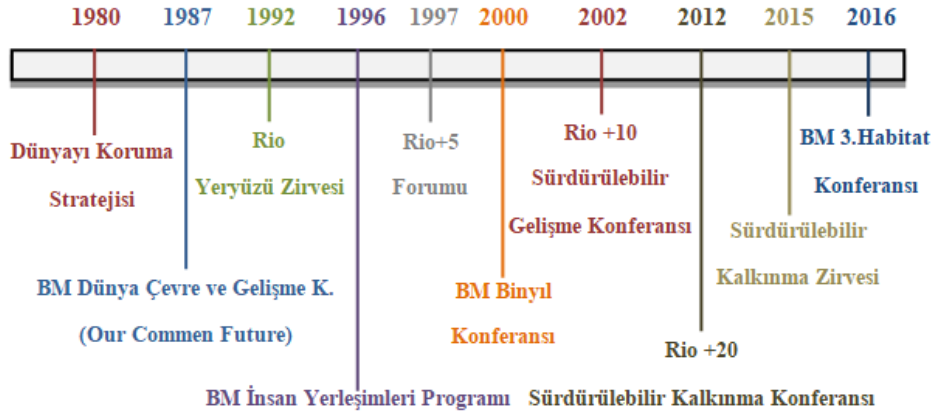 1980 1987 1992 1996 1997 2000 2002 2012 2015 2016
Dünyayı Koruma
Stratejisi
BM Dünya Çevre ve Gelişme K.
(Our Commen Future)
Rio
Yeryüzü Zirvesi
BM İnsan Yerleşimleri Programı
Rio+5
Forumu
BM Binyıl
Konferansı
Rio +10
Sürdürülebilir
Gelişme Konferansı
Rio +20
Sürdürülebilir Kalkınma Konferansı
Sürdürülebilir
Kalkınma Zirvesi
BM 3.Habitat
Konferansı